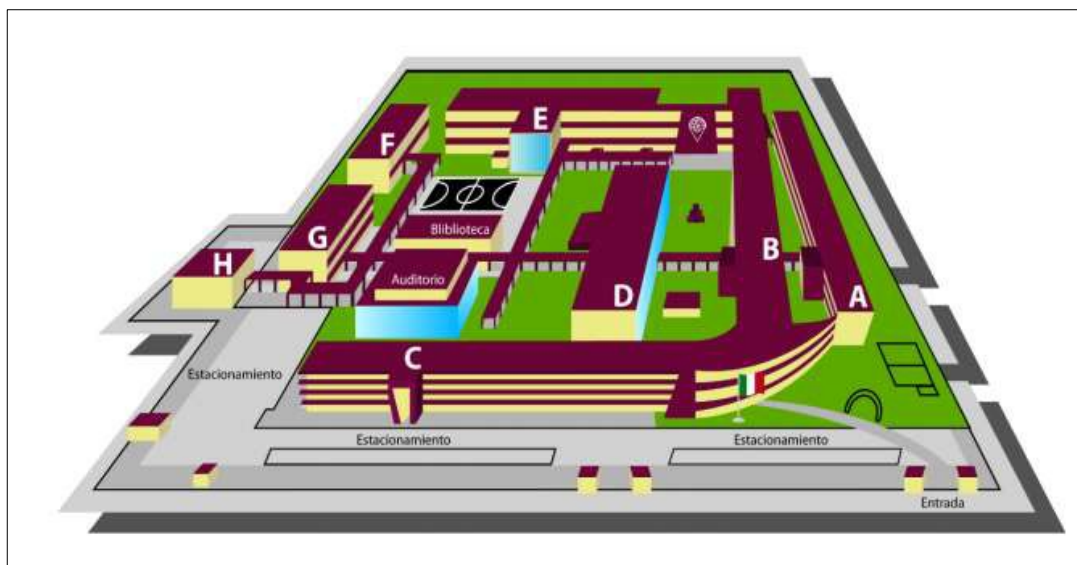 E
F
B
Bliblioteca
G
H
Auditorio
D
A
C
Estacionamiento
Estacionamiento
Estacionamiento
Entrada